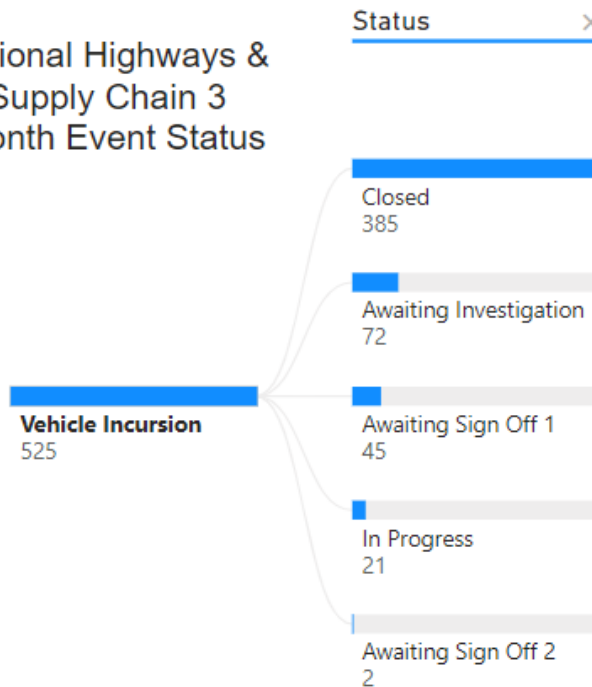 ional Highways &
Supply Chain 3
onth Event Status
Status
Closed
385
Awaiting Investigation
72
Vehicle Incursion
525
Awaiting Sign Off 1
45
In Progress
21
Awaiting Sign Off 2
2